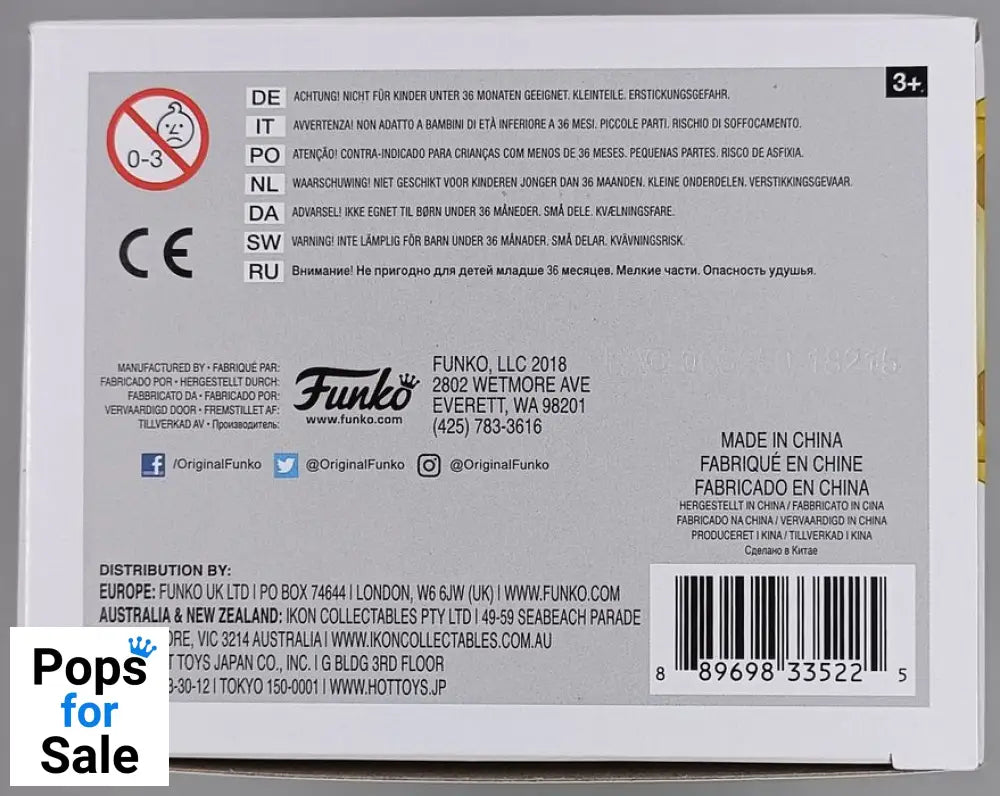 3+
0-3
DE ACHTUNG! NICHT FÜR KINDER UNTER 36 MONATEN GEEIGNET. KLEINTEILE. ERSTICKUNGSGEFAHR.
IT AVVERTENZA! NON ADATTO A BAMBINI DI ETÀ INFERIORE A 36 MESI. PICCOLE PARTI. RISCHIO DI SOFFOCAMENTO.
PO ATENÇÃO! CONTRA-INDICADO PARA CRIANÇAS COM MENOS DE 36 MESES. PEQUENAS PARTES. RISCO DE ASFIXIA.
NL WAARSCHUWING! NIET GESCHIKT VOOR KINDEREN JONGER DAN 36 MAANDEN. KLEINE ONDERDELEN. VERSTIKKINGSGEVAAR.
DA ADVARSEL! IKKE EGNET TIL BØRN UNDER 36 MÅNEDER. SMÅ DELE. KVÆLNINGSFARE.
SW VARNING! INTE LÄMPLIG FÖR BARN UNDER 36 MÅNADER. SMÅ DELAR. KVÄVNINGSRISK.
RU Внимание! Не пригодно для детей младше 36 месяцев. Мелкие части. Опасность удушья.
CE
MANUFACTURED BY • FABRIQUÉ PAR:
FABRICADO POR • HERGESTELLT DURCH:
FABBRICATO DA • FABRICADO POR:
VERVAARDIGD DOOR • FREMSTILLET AF:
TILLVERKAD AV • Производитель:
Funko
www.funko.com
FUNKO, LLC 2018
2802 WETMORE AVE
EVERETT, WA 98201
(425) 783-3616
/OriginalFunko @OriginalFunko @OriginalFunko
MADE IN CHINA
FABRIQUÉ EN CHINE
FABRICADO EN CHINA
HERGESTELLT IN CHINA / FABBRICATO IN CINA
FABRICADO NA CHINA / VERVAARDIGD IN CHINA
PRODUCERET I KINA / TILLVERKAD I KINA
Сделано в Китае
DISTRIBUTION BY:
EUROPE: FUNKO UK LTD | PO BOX 74644 | LONDON, W6 6JW (UK) | WWW.FUNKO.COM
AUSTRALIA & NEW ZEALAND: IKON COLLECTABLES PTY LTD | 49-59 SEABEACH PARADE
VIC 3214 AUSTRALIA | WWW.IKONCOLLECTABLES.COM.AU
TOYS JAPAN CO., INC. | G BLDG 3RD FLOOR
3-30-12 | TOKYO 150-0001 | WWW.HOTTOYS.JP
8 89698 33522 5
Pops
for
Sale